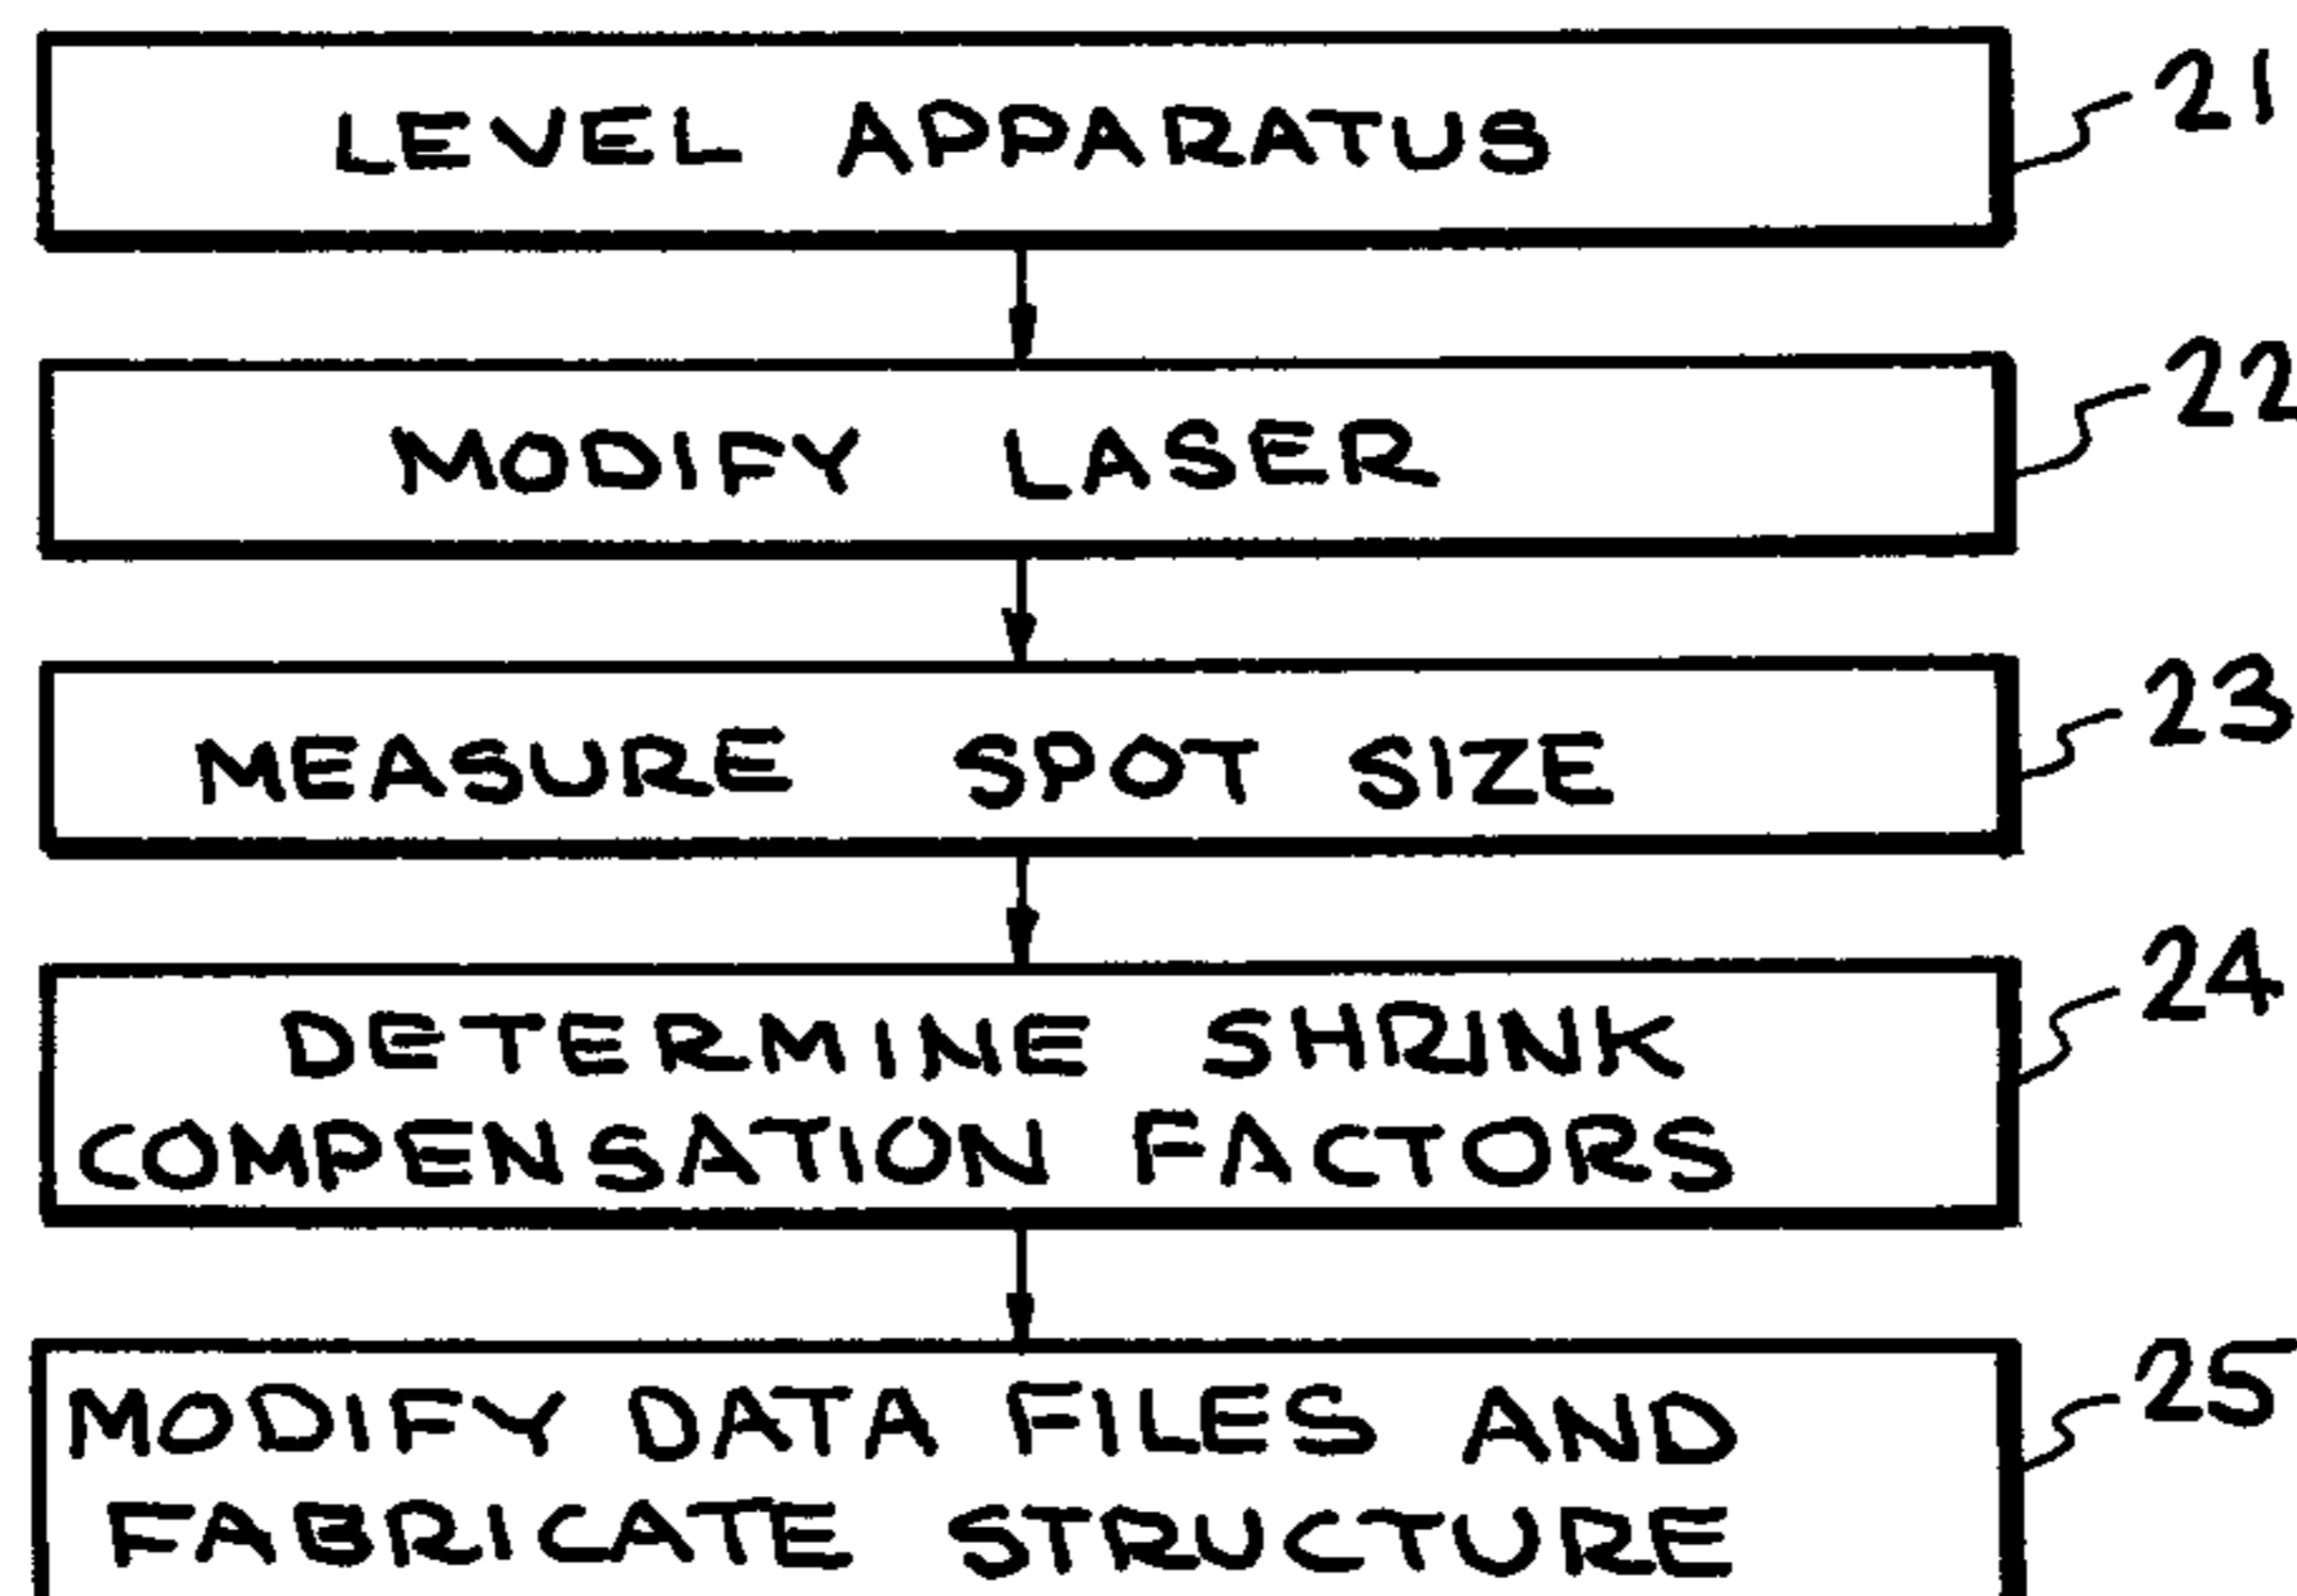 LEVEL APPARATUS
21
MODIFY LASER
22
MEASURE SPOT SIZE
23
DETERMINE SHRINK
COMPENSATION FACTORS
24
MODIFY DATA FILES AND
FABRICATE STRUCTURE
25